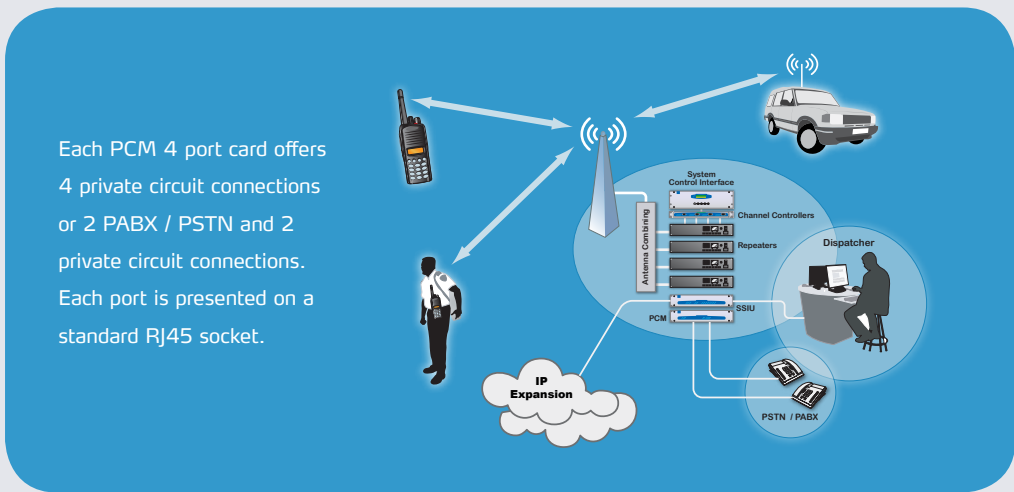 Each PCM 4 port card offers
4 private circuit connections
or 2 PABX / PSTN and 2
private circuit connections.
Each port is presented on a
standard RJ45 socket.
System
Control Interface
Channel Controllers
Antenna Combining
Repeaters
Dispatcher
SSIU
PCM
IP
Expansion
PSTN / PABX